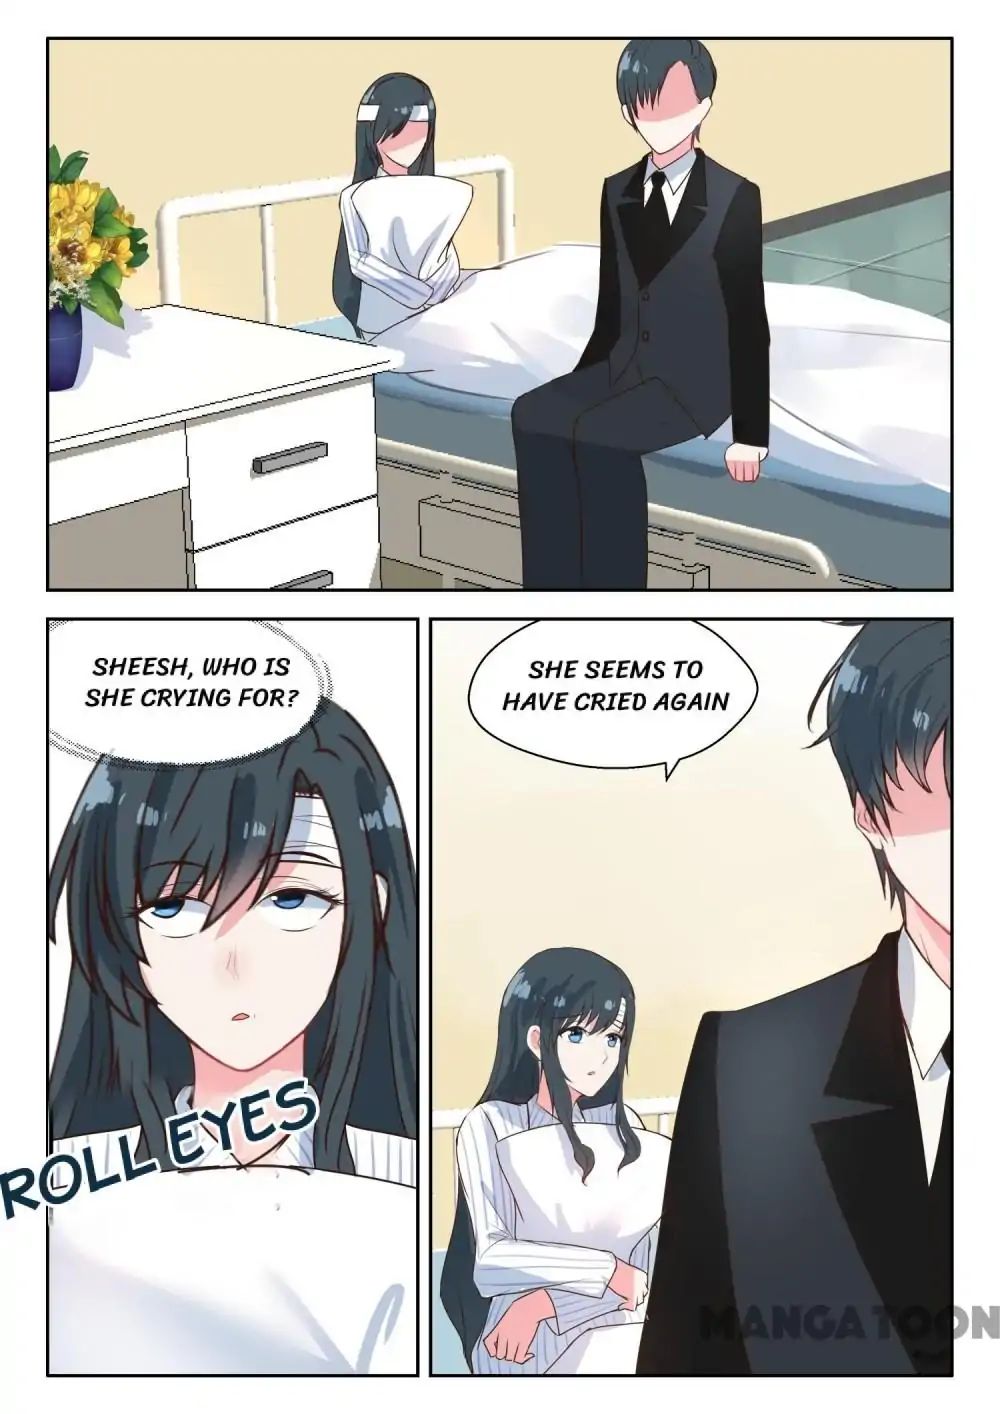 SHEESH, WHO IS
SHE CRYING FOR?
SHE SEEMS TO
HAVE CRIED AGAIN
ROLL EYES
MANGATOON